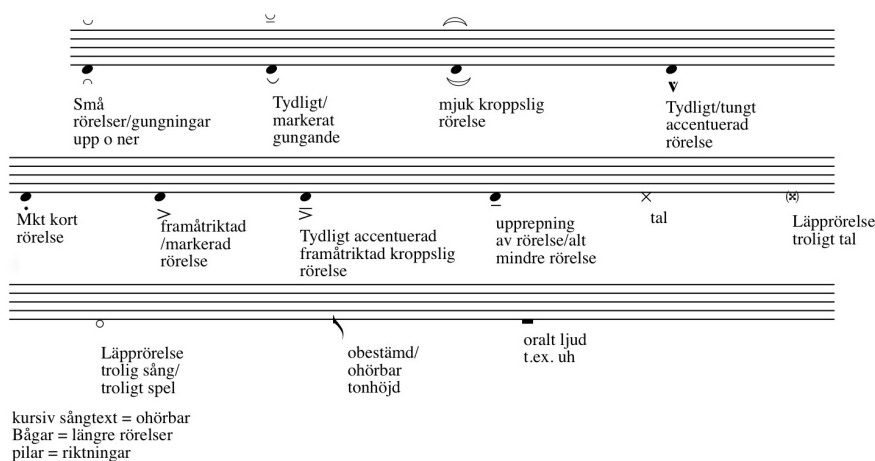 Små
rörelser/gungningar
upp o ner
Tydligt/
markerat
gungande
mjuk kroppslig
rörelse
Tydligt/tungt
accentuerad
rörelse
Mkt kort
rörelse
framåtriktad
/markerad
rörelse
Tydligt accentuerad
framåtriktad kroppslig
rörelse
upprepning
av rörelse/alt
mindre rörelse
tal
Läpprörelse
troligt tal
Läpprörelse
trolig sång/
troligt spel
obestämd/
ohörbar
tonhöjd
oralt ljud
t.ex. uh
kursiv sångtext = ohörbar
Bågar = längre rörelser
pilar = riktningar